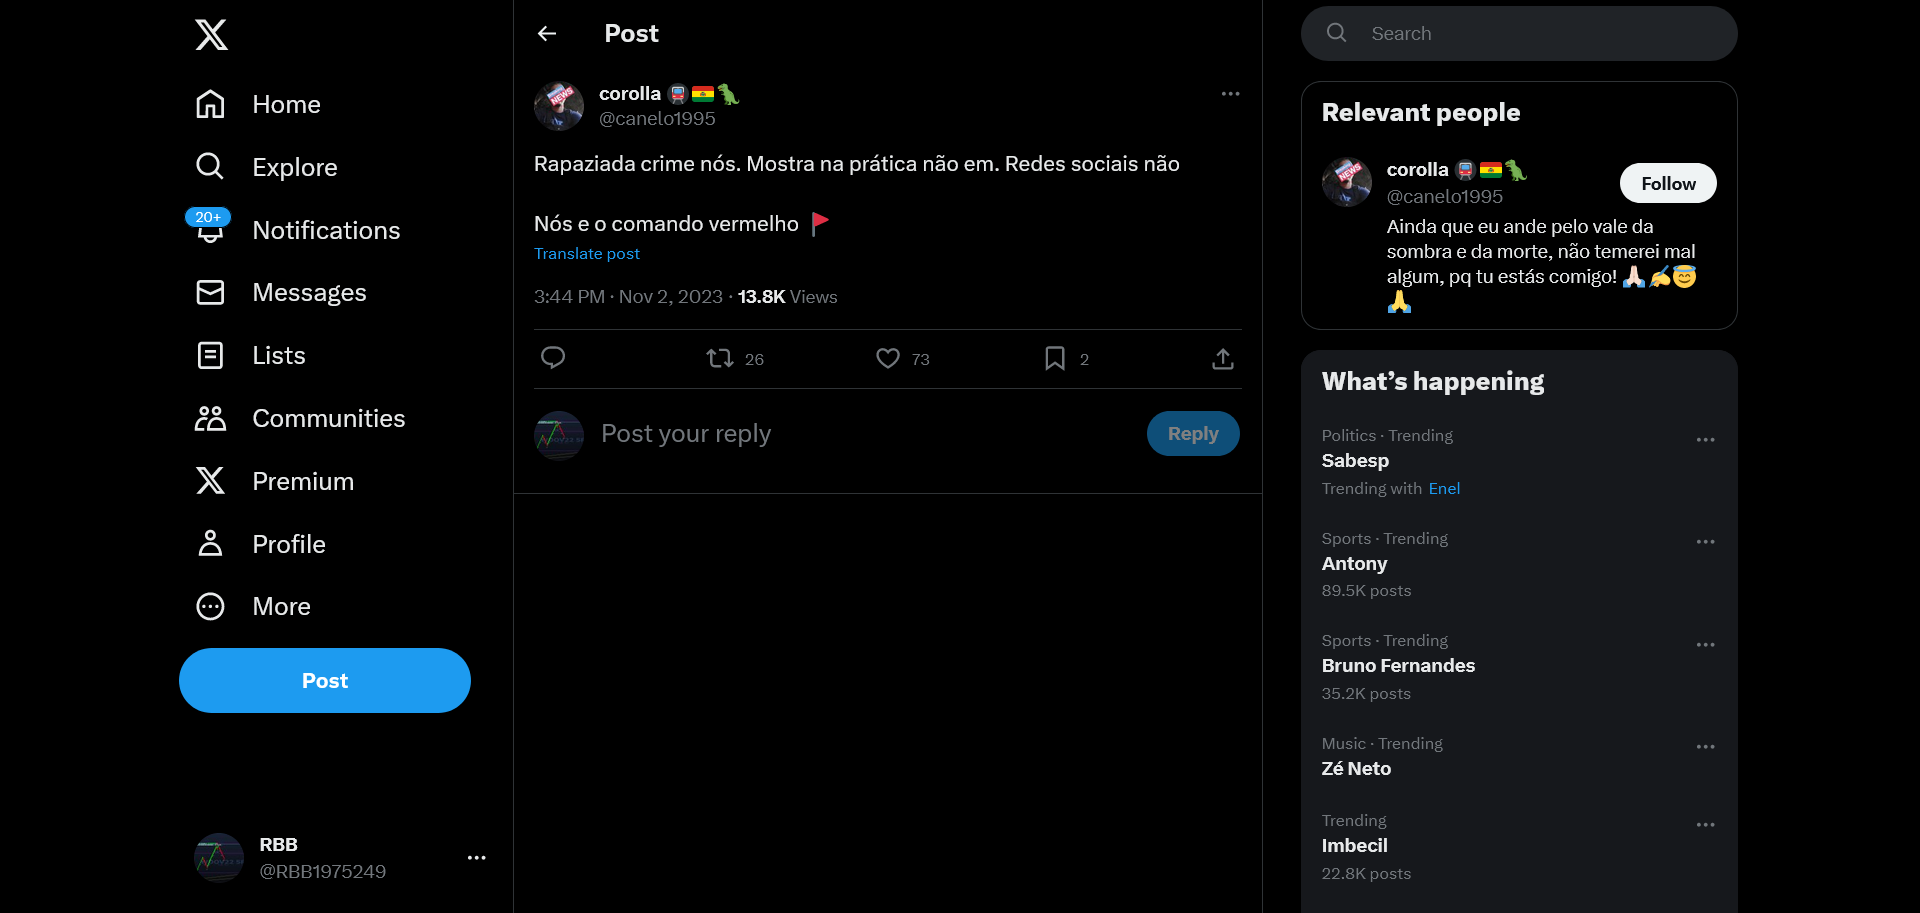 Home
Explore
20+
Notifications
Messages
Lists
Communities
Premium
Profile
More
Post
RBB
@RBB1975249
Post
corolla 🚆🇧🇴🦖
@canelo1995
Rapaziada crime nós. Mostra na prática não em. Redes sociais não
Nós e o comando vermelho 🚩
Translate post
3:44 PM · Nov 2, 2023 · 13.8K Views
26
73
2
Post your reply
Reply
Search
Relevant people
corolla 🚆🇧🇴🦖
@canelo1995
Follow
Ainda que eu ande pelo vale da
sombra e da morte, não temerei mal
algum, pq tu estás comigo! 🙏🏻✍️😇
🙏
What's happening
Politics · Trending
Sabesp
Trending with Enel
Sports · Trending
Antony
89.5K posts
Sports · Trending
Bruno Fernandes
35.2K posts
Music · Trending
Zé Neto
Trending
Imbecil
22.8K posts